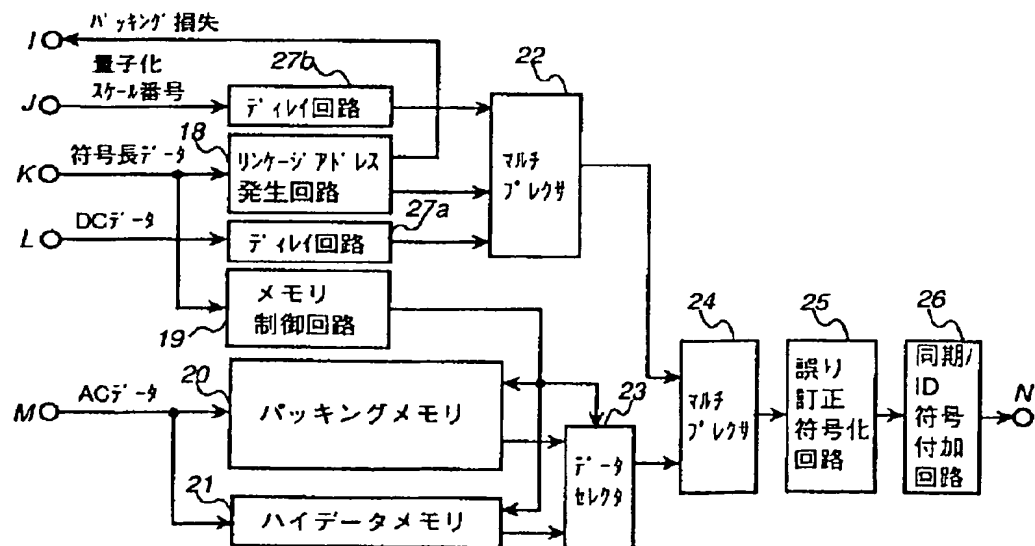 I
パッキング損失
J
量子化
スケール番号
27b
ディレイ回路
22
マルチ
プレクサ
K
符号長データ
18
リンケージアドレス
発生回路
L
DCデータ
27a
ディレイ回路
メモリ
制御回路
19
M
ACデータ
20
パッキングメモリ
21
ハイデータメモリ
23
データ
セレクタ
24
マルチ
プレクサ
25
誤り
訂正
符号化
回路
26
同期/
ID
符号
付加
回路
N